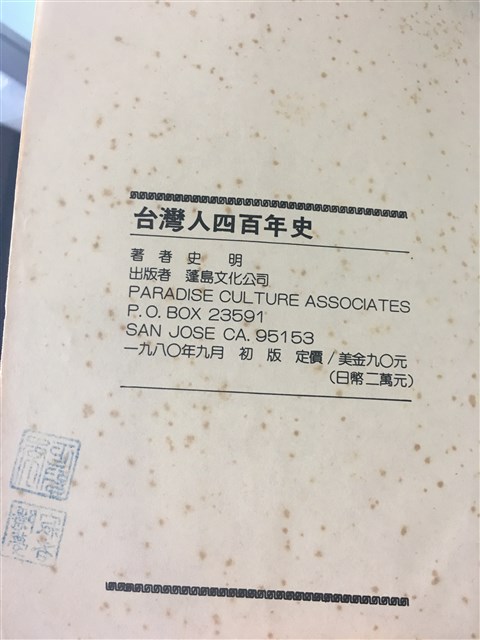 台灣人四百年史
著者 史 明
出版者 蓬島文化公司
PARADISE CULTURE ASSOCIATES
P.O. BOX 23591
SAN JOSE CA. 95153
一九八〇年九月 初 版 定價/美金九〇元
(日幣二萬元)